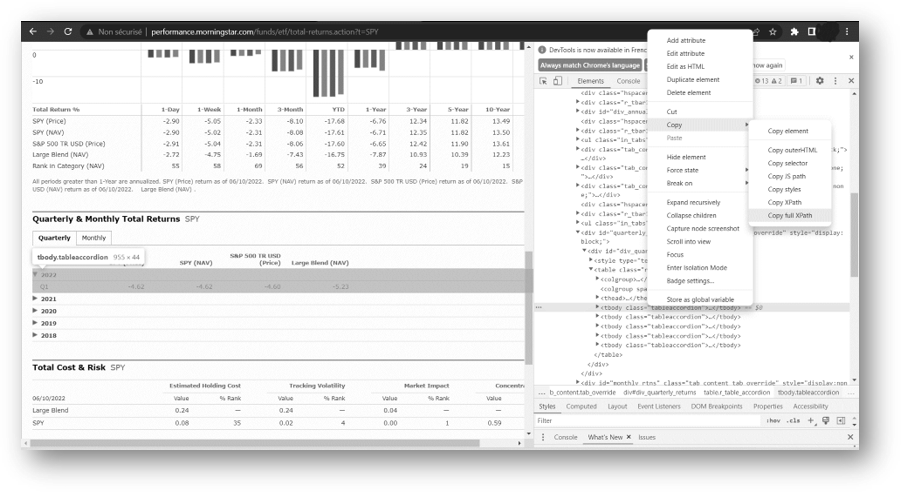 Non sécurisé | performance.morningstar.com/funds/etf/total-returns.action?t=SPY
0
-10
Total Return % 1-Day 1-Week 1-Month 3-Month YTD 1-Year 3-Year 5-Year 10-Year
SPY (Price) -2.90 -5.05 -2.33 -8.10 -17.68 -6.76 12.34 11.82 13.49
SPY (NAV) -2.90 -5.02 -2.31 -8.08 -17.61 -6.71 12.35 11.82 13.50
S&P 500 TR USD (Price) -2.91 -5.04 -2.31 -8.06 -17.60 -6.65 12.42 11.90 13.61
Large Blend (NAV) -2.72 -4.75 -1.69 -7.43 -16.75 -7.87 10.93 10.39 12.23
Rank in Category (NAV) 55 58 69 56 52 39 24 19 15
All periods greater than 1-Year are annualized. SPY (Price) return as of 06/10/2022. SPY (NAV) return as of 06/10/2022. S&P 500 TR USD (Price) return as of 06/10/2022. S&P
USD (NAV) return as of 06/10/2022. Large Blend (NAV) .
Quarterly & Monthly Total Returns SPY
Quarterly Monthly
tbody.tableaccordion 955 × 44
SPY (NAV) S&P 500 TR USD (Price) Large Blend (NAV)
2022
Q1 -4.62 -4.62 -4.60 -5.23
2021
2020
2019
2018
Total Cost & Risk SPY
Estimated Holding Cost Tracking Volatility Market Impact Concentra
06/10/2022 Value % Rank Value % Rank Value % Rank Value
Large Blend 0.24 — 0.24 — 0.04 —
SPY 0.08 35 0.02 4 0.00 1 0.59
DevTools is now available in Frenc
Always match Chrome's language
ow again
Elements Console
13 2 1
<div class="hspacer
<div class="r_tbar
<div id="div_annual
<div class="hspacer
<div class="r_tbar
<ul class="in_tabs"
<div class="tab_con
</div>
<div class="tab_con
">…</div>
<div class="tab_con
e;">…</div>
<div class="hspace
<div class="r_tbar
<ul class="in_tabs
<div id="quarterly_
override" style="display:
block;">
<div id="div_quar
<style type="te
<table class="r
<colgroup>…</
<colgroup spa
<thead>…</the
<tbody class="tableaccordion">…</tbody> == $0
<tbody class="tableaccordion">…</tbody>
<tbody class="tableaccordion">…</tbody>
<tbody class="tableaccordion">…</tbody>
<tbody class="tableaccordion">…</tbody>
</table>
</div>
</div>
<div id="monthly_rtns" class="tab_content tab_override" style="display:non
Add attribute
Edit attribute
Edit as HTML
Duplicate element
Delete element
Cut
Copy
Paste
Hide element
Force state
Break on
Expand recursively
Collapse children
Capture node screenshot
Scroll into view
Focus
Enter Isolation Mode
Badge settings...
Store as global variable
Copy element
Copy outerHTML
Copy selector
Copy JS path
Copy styles
Copy XPath
Copy full XPath
... b_content.tab_override div#div_quarterly_returns table.r_table_accordion tbody.tableaccordion ...
Styles Computed Layout Event Listeners DOM Breakpoints Properties Accessibility
Filter :hov .cls
Console What's New Issues